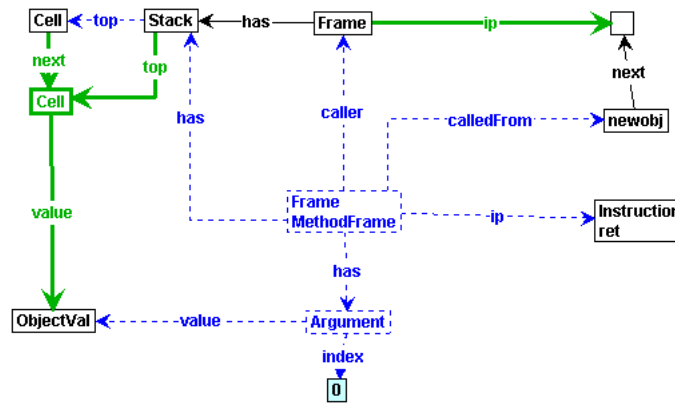 Cell
top
Stack
has
Frame
ip
next
top
next
Cell
has
caller
calledFrom
newobj
value
Frame
MethodFrame
ip
Instruction
ret
has
ObjectVal
value
Argument
index
0